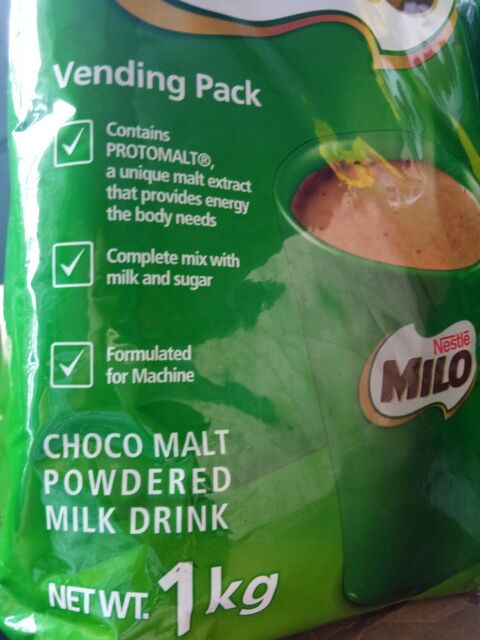 Vending Pack
Contains
PROTOMALT®,
a unique malt extract
that provides energy
the body needs
Complete mix with
milk and sugar
Formulated
for Machine
Nestlé
MILO
CHOCO MALT
POWDERED
MILK DRINK
NET WT. 1kg